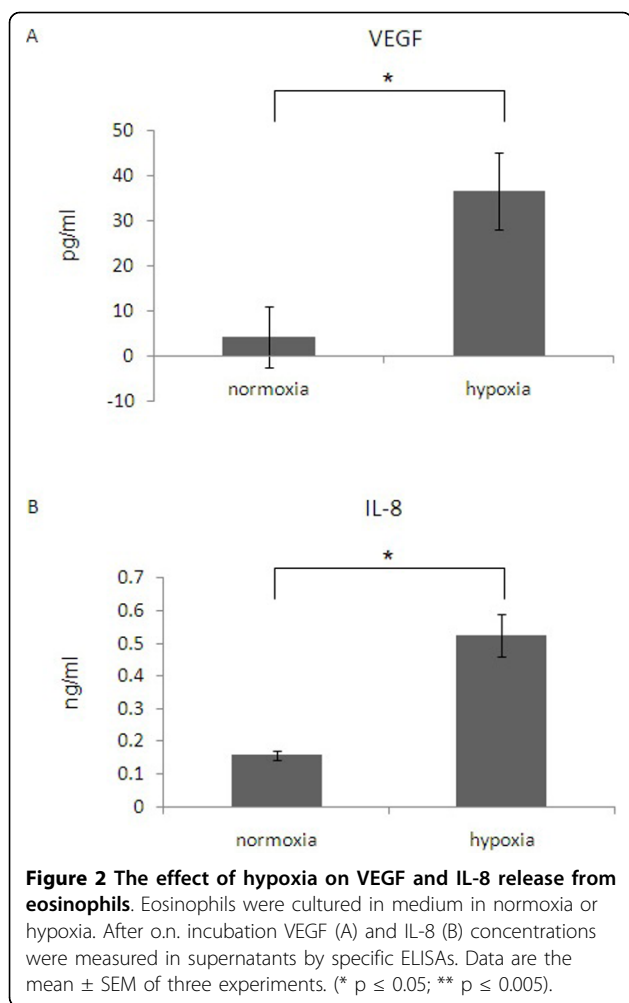 A
VEGF
*
50
40
30
20
10
0
-10
pg/ml
normoxia hypoxia
B
IL-8
*
0.7
0.6
0.5
0.4
0.3
0.2
0.1
0
ng/ml
normoxia hypoxia
Figure 2 The effect of hypoxia on VEGF and IL-8 release from
eosinophils. Eosinophils were cultured in medium in normoxia or
hypoxia. After o.n. incubation VEGF (A) and IL-8 (B) concentrations
were measured in supernatants by specific ELISAs. Data are the
mean ± SEM of three experiments. (* p ≤ 0.05; ** p ≤ 0.005).